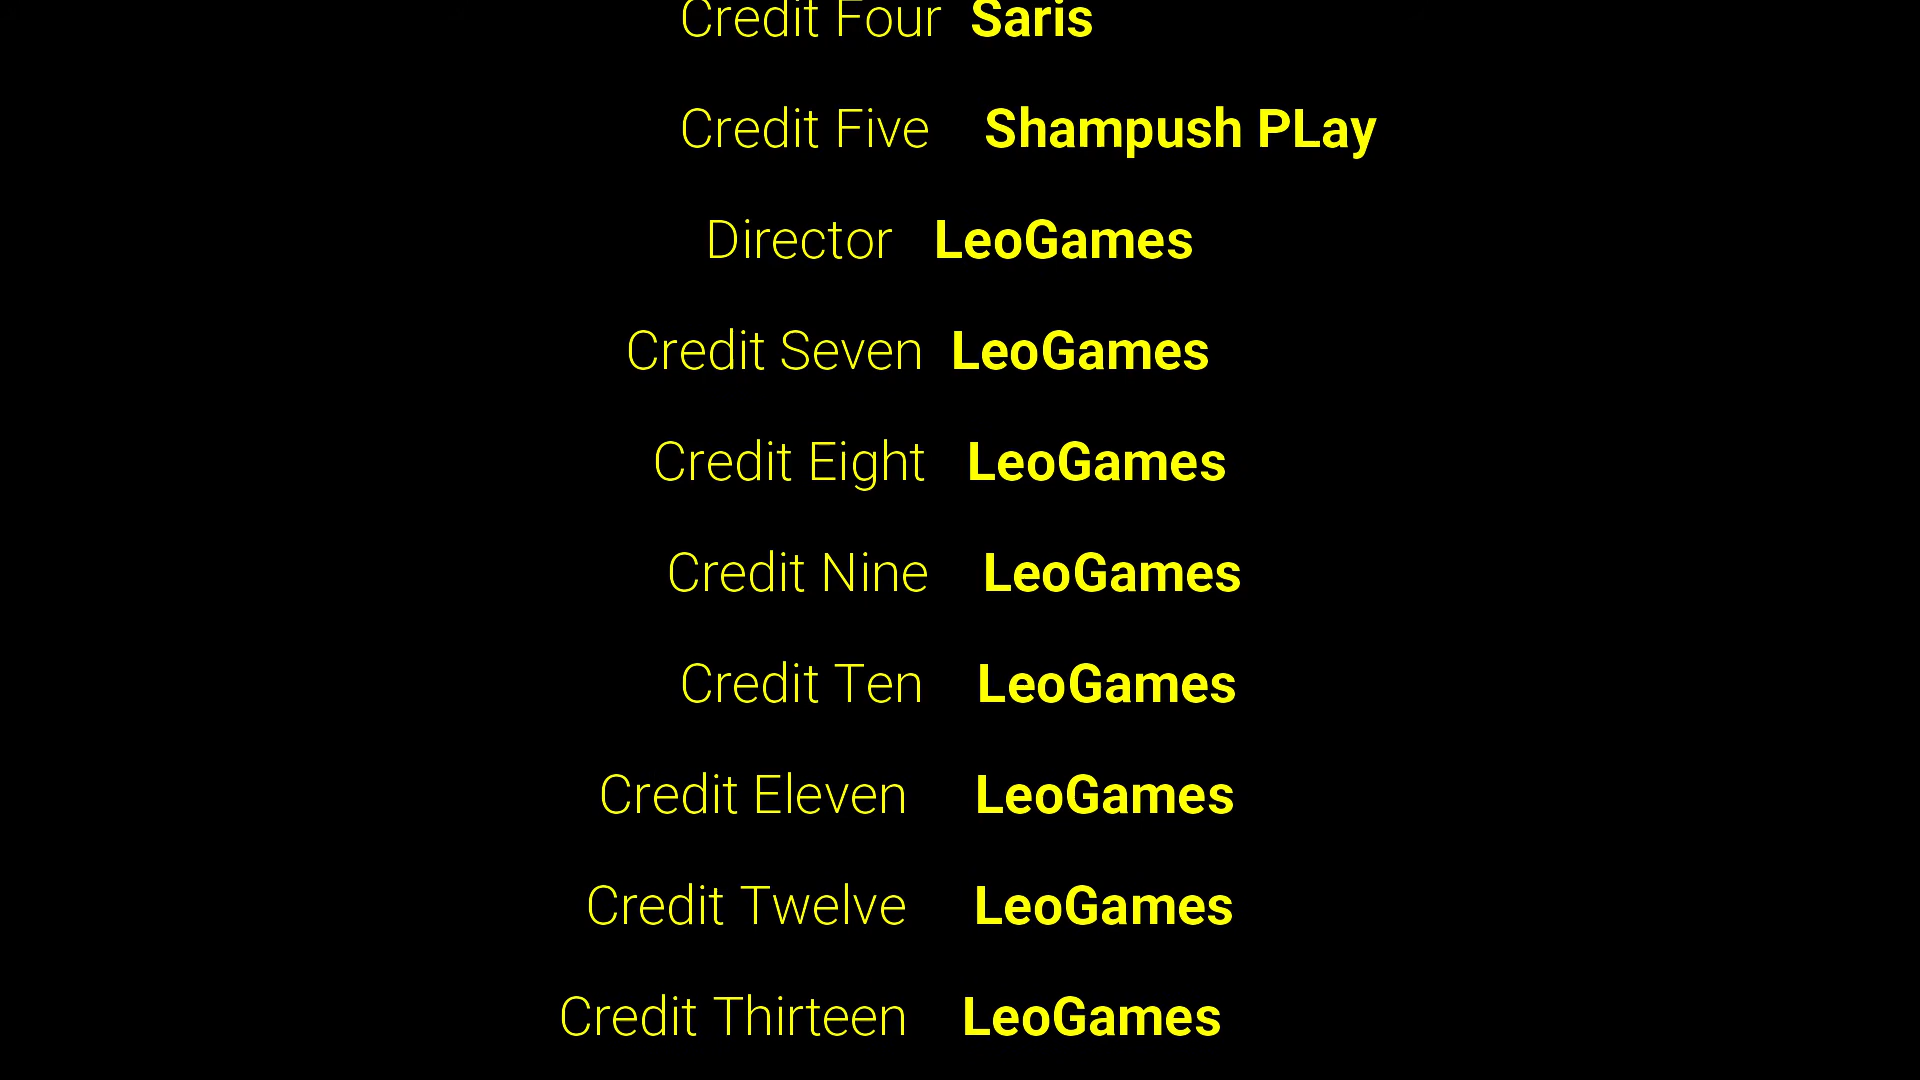 Credit Four Saris
Credit Five Shampush PLay
Director LeoGames
Credit Seven LeoGames
Credit Eight LeoGames
Credit Nine LeoGames
Credit Ten LeoGames
Credit Eleven LeoGames
Credit Twelve LeoGames
Credit Thirteen LeoGames